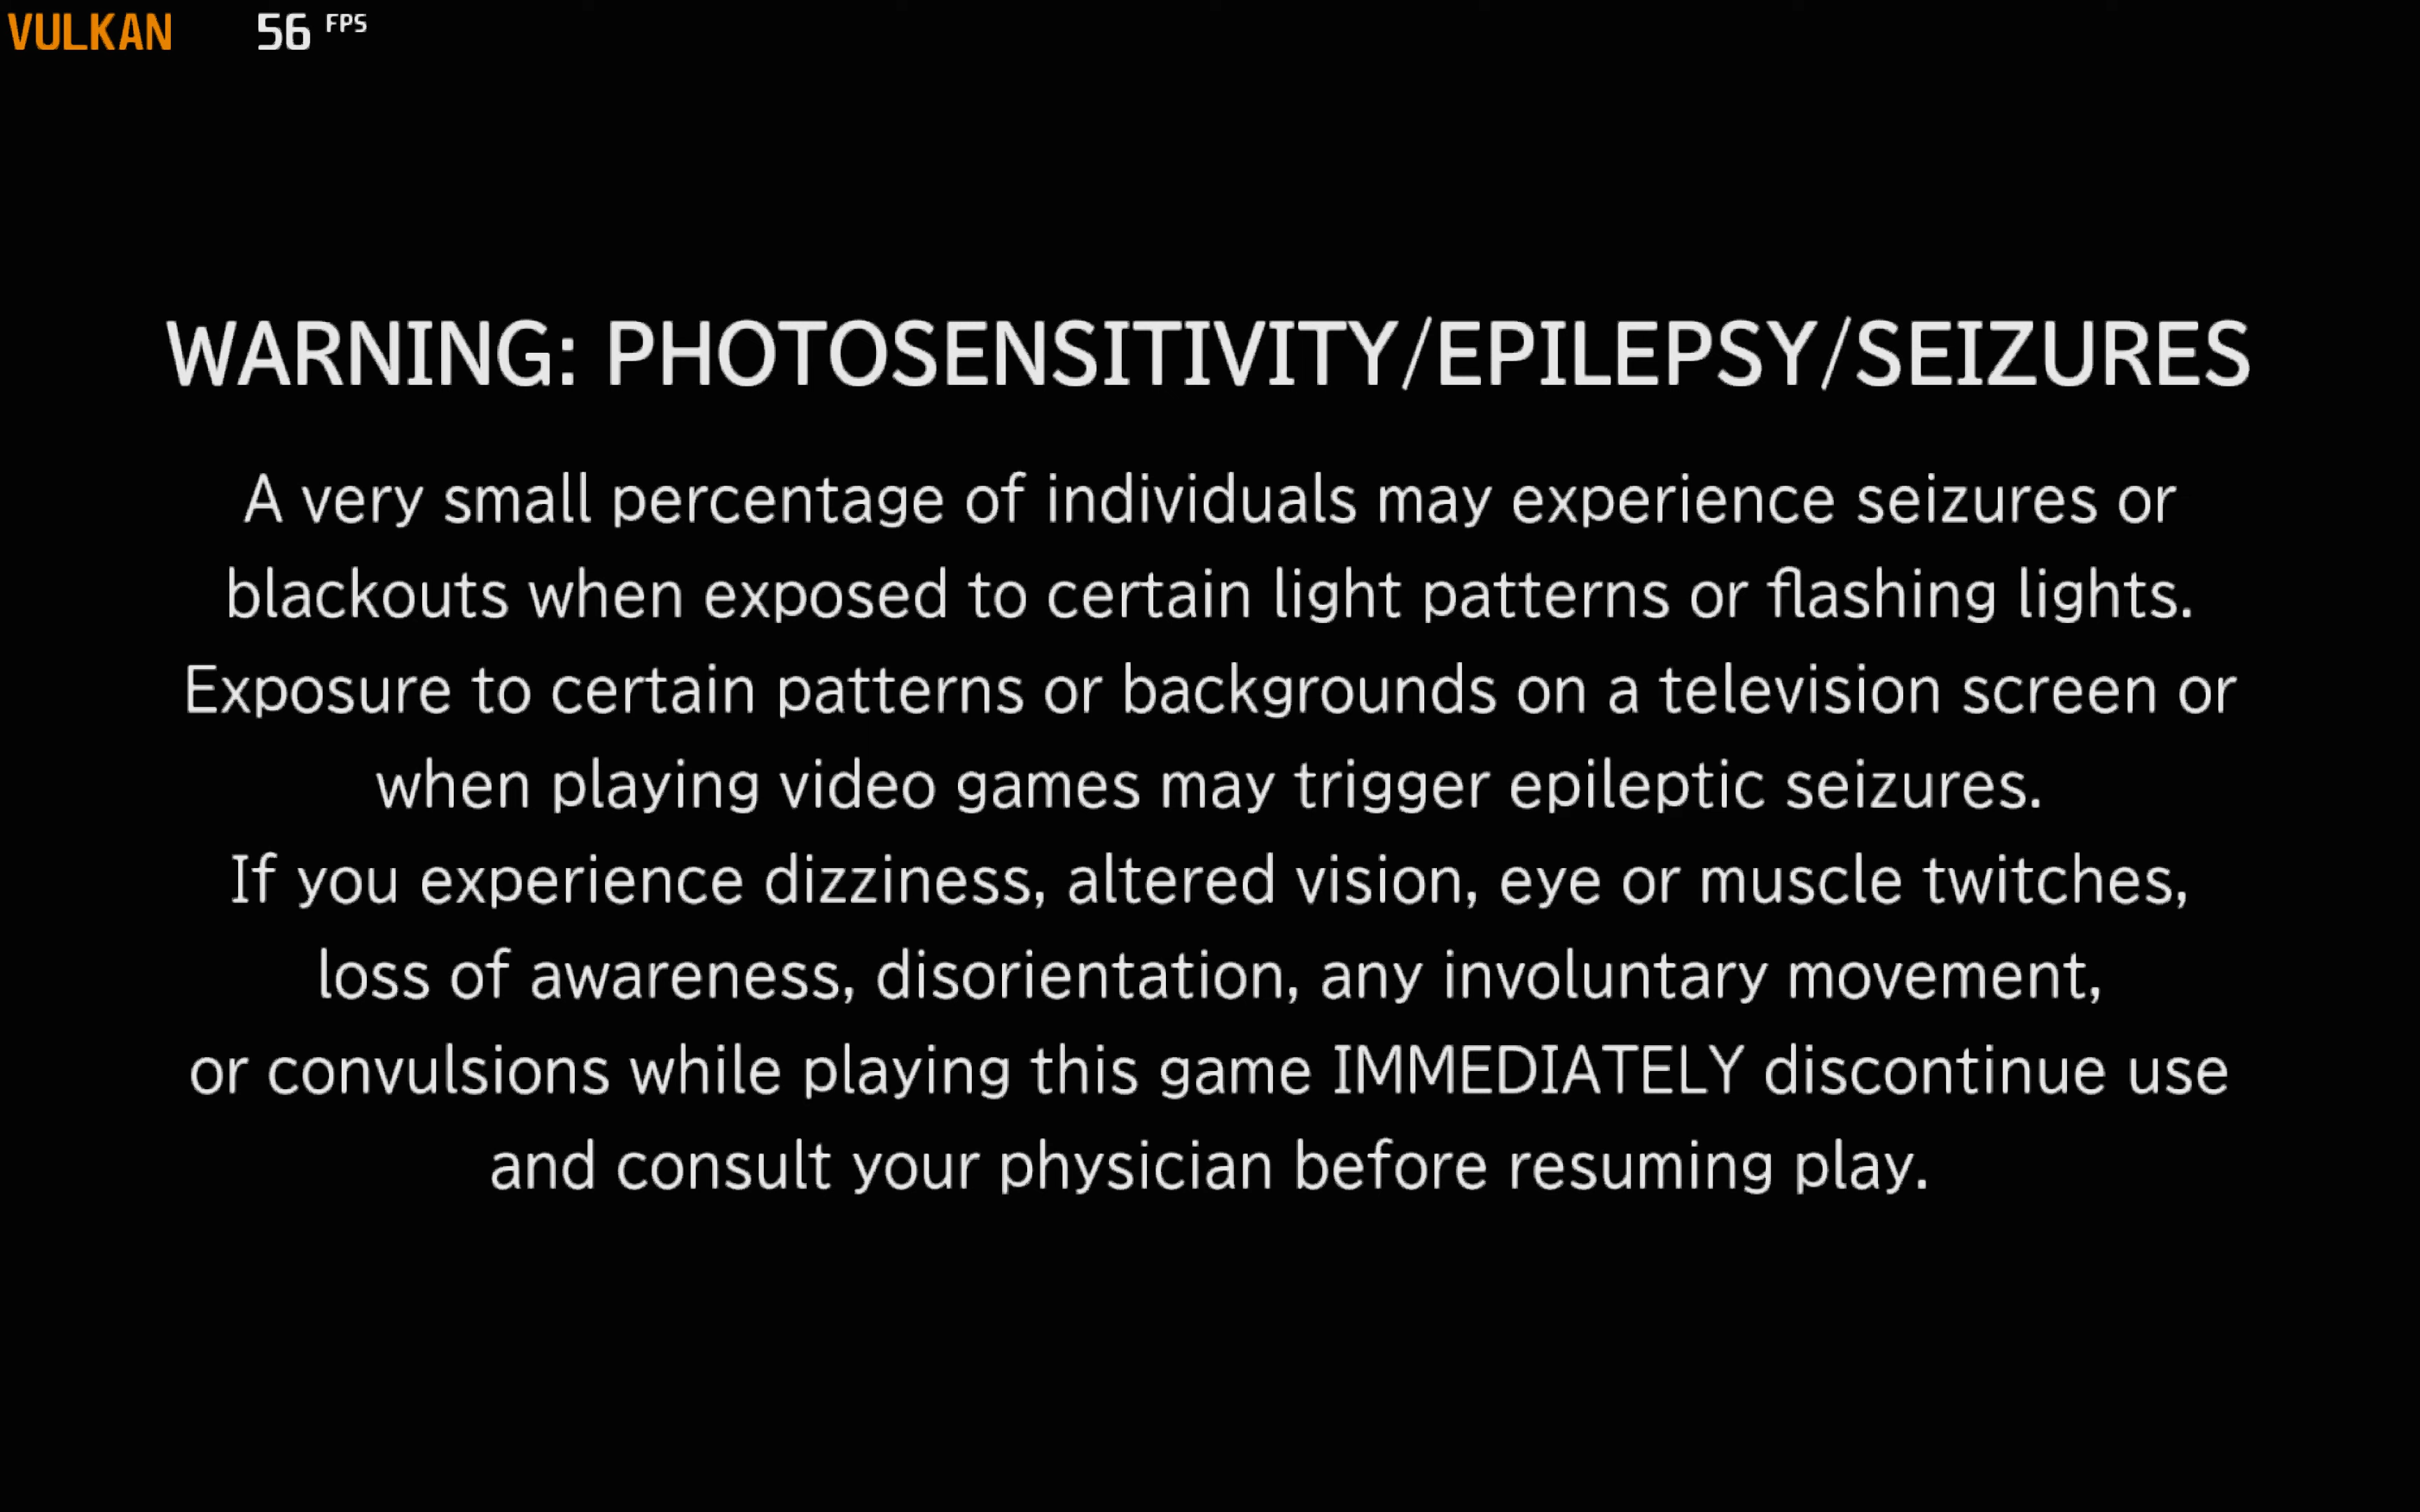 VULKAN 56 FPS
WARNING: PHOTOSENSITIVITY/EPILEPSY/SEIZURES
A very small percentage of individuals may experience seizures or
blackouts when exposed to certain light patterns or flashing lights.
Exposure to certain patterns or backgrounds on a television screen or
when playing video games may trigger epileptic seizures.
If you experience dizziness, altered vision, eye or muscle twitches,
loss of awareness, disorientation, any involuntary movement,
or convulsions while playing this game IMMEDIATELY discontinue use
and consult your physician before resuming play.